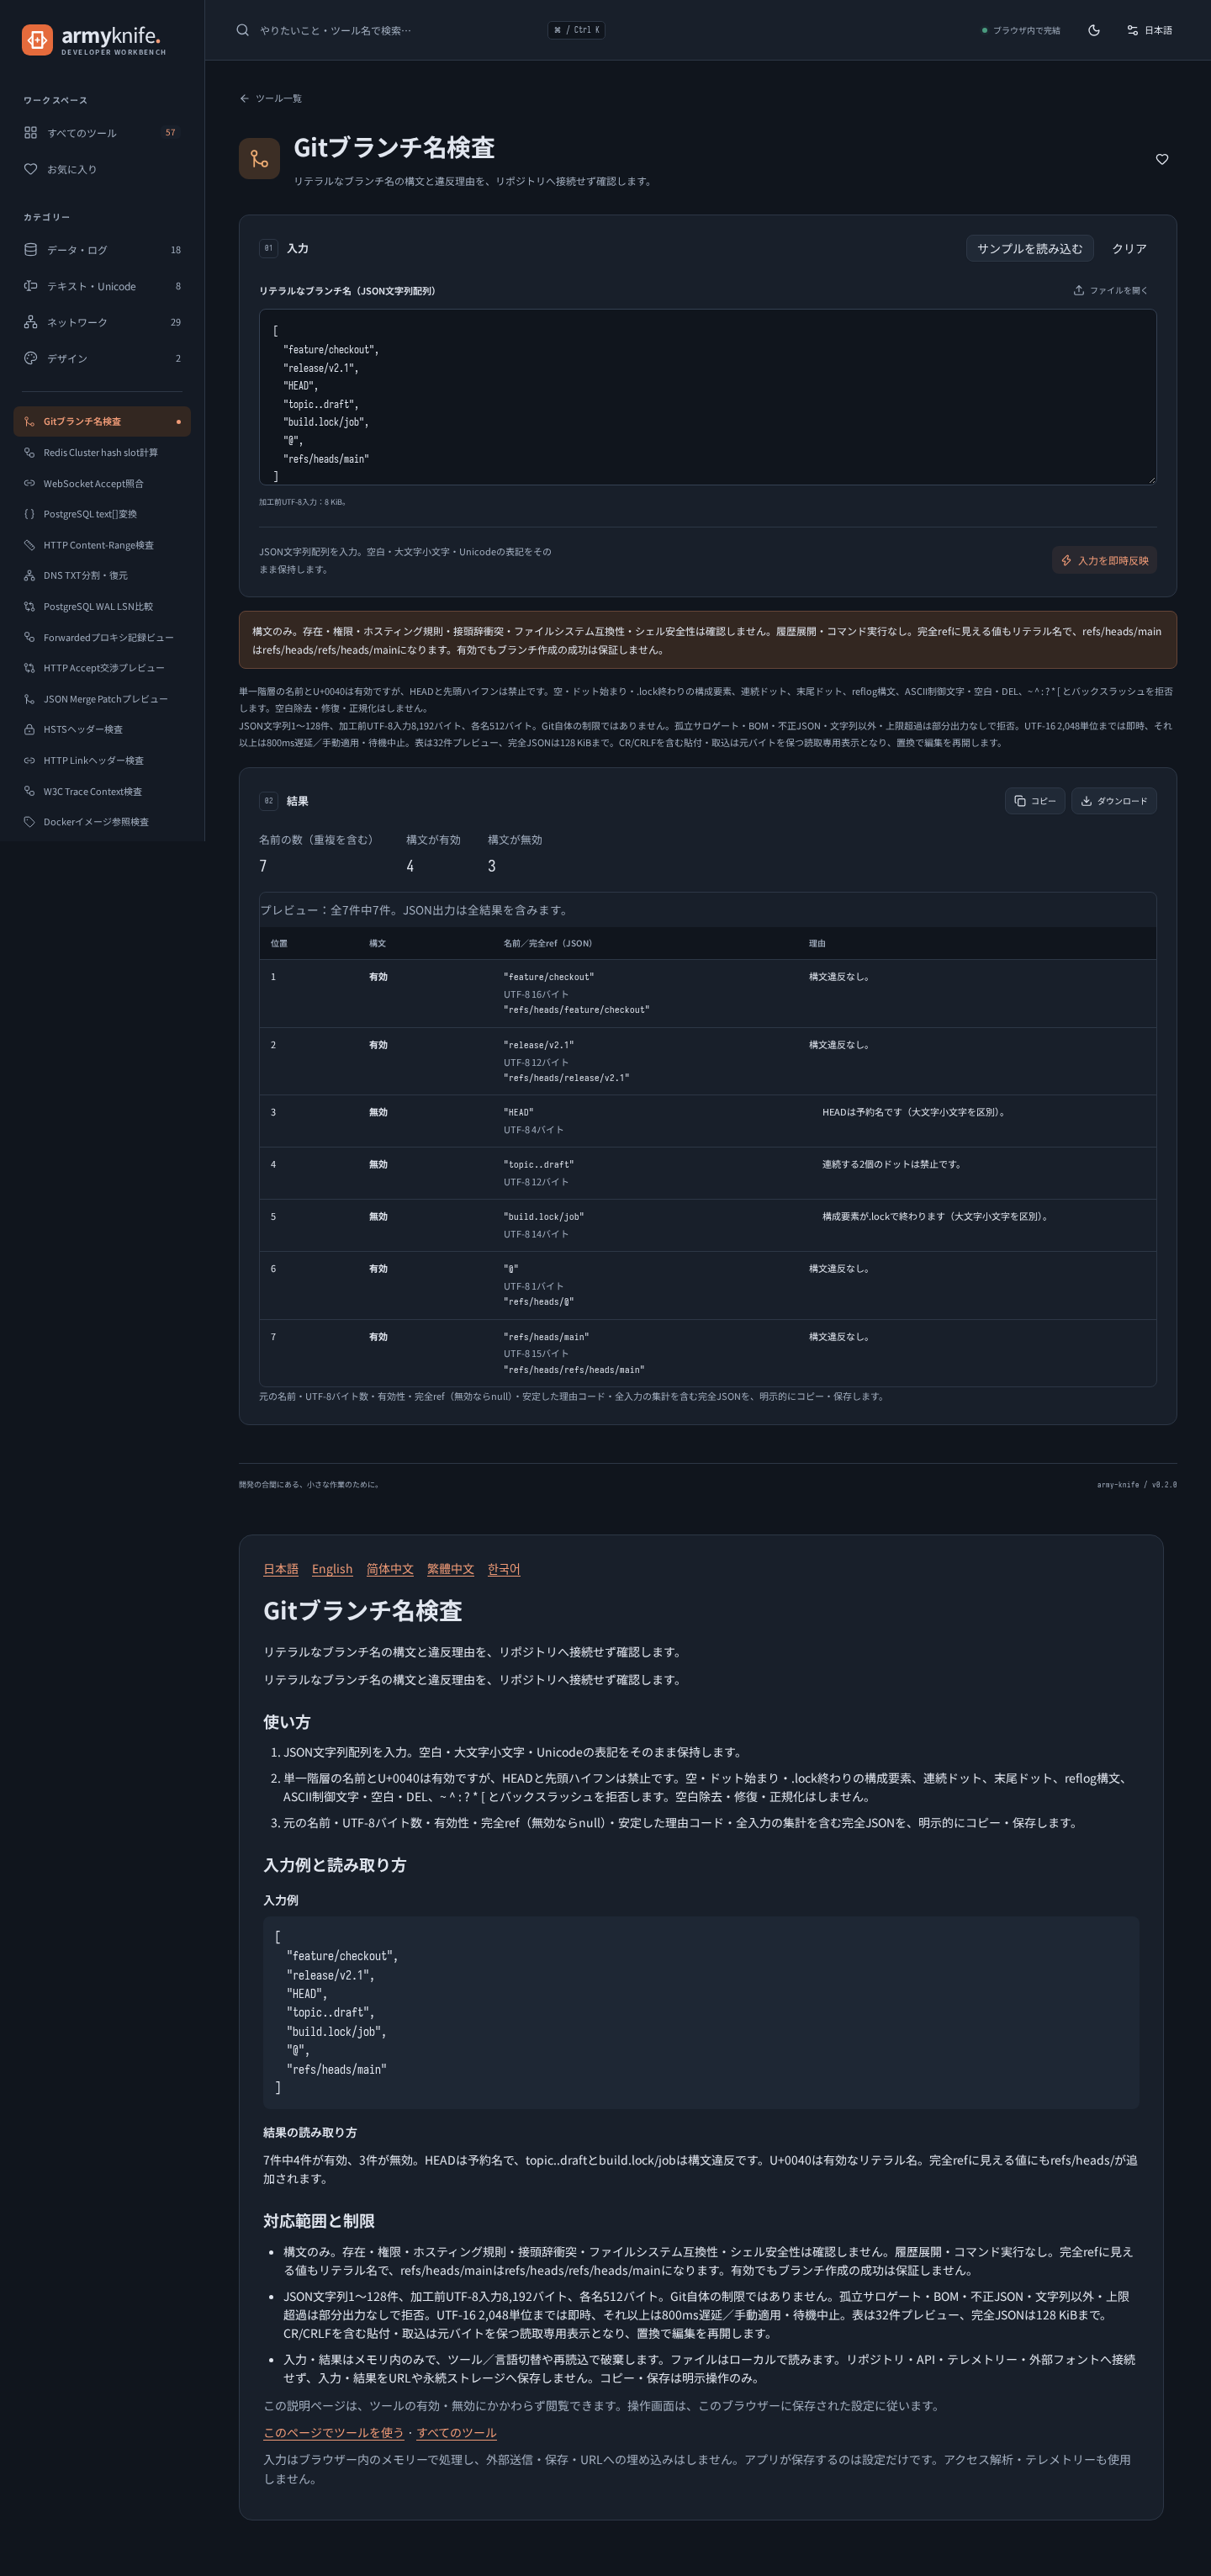 armyknife.
DEVELOPER WORKBENCH
ワークスペース
すべてのツール 57
お気に入り
カテゴリー
データ・ログ 18
テキスト・Unicode 8
ネットワーク 29
デザイン 2
Gitブランチ名検査
Redis Cluster hash slot計算
WebSocket Accept照合
PostgreSQL text[]変換
HTTP Content-Range検査
DNS TXT分割・復元
PostgreSQL WAL LSN比較
Forwardedプロキシ記録ビュー
HTTP Accept交渉プレビュー
JSON Merge Patchプレビュー
HSTSヘッダー検査
HTTP Linkヘッダー検査
W3C Trace Context検査
Dockerイメージ参照検査
やりたいこと・ツール名で検索… ⌘ / Ctrl K
ブラウザ内で完結
日本語
ツール一覧
Gitブランチ名検査
リテラルなブランチ名の構文と違反理由を、リポジトリへ接続せず確認します。
01 入力
サンプルを読み込む クリア
リテラルなブランチ名（JSON文字列配列）
ファイルを開く
[
"feature/checkout",
"release/v2.1",
"HEAD",
"topic..draft",
"build.lock/job",
"@",
"refs/heads/main"
]
加工前UTF-8入力：8 KiB。
JSON文字列配列を入力。空白・大文字小文字・Unicodeの表記をその
まま保持します。
入力を即時反映
構文のみ。存在・権限・ホスティング規則・接頭辞衝突・ファイルシステム互換性・シェル安全性は確認しません。履歴展開・コマンド実行なし。完全refに見える値もリテラル名で、refs/heads/main
はrefs/heads/refs/heads/mainになります。有効でもブランチ作成の成功は保証しません。
単一階層の名前とU+0040は有効ですが、HEADと先頭ハイフンは禁止です。空・ドット始まり・.lock終わりの構成要素、連続ドット、末尾ドット、reflog構文、ASCII制御文字・空白・DEL、~ ^ : ? * [ とバックスラッシュを拒否
します。空白除去・修復・正規化はしません。
JSON文字列1〜128件、加工前UTF-8入力8,192バイト、各名512バイト。Git自体の制限ではありません。孤立サロゲート・BOM・不正JSON・文字列以外・上限超過は部分出力なしで拒否。UTF-16 2,048単位までは即時、それ
以上は800ms遅延／手動適用・待機中止。表は32件プレビュー、完全JSONは128 KiBまで。CR/CRLFを含む貼付・取込は元バイトを保つ読取専用表示となり、置換で編集を再開します。
02 結果
コピー ダウンロード
名前の数（重複を含む） 構文が有効 構文が無効
7 4 3
プレビュー：全7件中7件。JSON出力は全結果を含みます。
位置 構文 名前／完全ref（JSON） 理由
1 有効 "feature/checkout" 構文違反なし。
UTF-8 16バイト
"refs/heads/feature/checkout"
2 有効 "release/v2.1" 構文違反なし。
UTF-8 12バイト
"refs/heads/release/v2.1"
3 無効 "HEAD" HEADは予約名です（大文字小文字を区別）。
UTF-8 4バイト
4 無効 "topic..draft" 連続する2個のドットは禁止です。
UTF-8 12バイト
5 無効 "build.lock/job" 構成要素が.lockで終わります（大文字小文字を区別）。
UTF-8 14バイト
6 有効 "@" 構文違反なし。
UTF-8 1バイト
"refs/heads/@"
7 有効 "refs/heads/main" 構文違反なし。
UTF-8 15バイト
"refs/heads/refs/heads/main"
元の名前・UTF-8バイト数・有効性・完全ref（無効ならnull）・安定した理由コード・全入力の集計を含む完全JSONを、明示的にコピー・保存します。
開発の合間にある、小さな作業のために。
army-knife / v0.2.0
日本語 English 简体中文 繁體中文 한국어
Gitブランチ名検査
リテラルなブランチ名の構文と違反理由を、リポジトリへ接続せず確認します。
リテラルなブランチ名の構文と違反理由を、リポジトリへ接続せず確認します。
使い方
1. JSON文字列配列を入力。空白・大文字小文字・Unicodeの表記をそのまま保持します。
2. 単一階層の名前とU+0040は有効ですが、HEADと先頭ハイフンは禁止です。空・ドット始まり・.lock終わりの構成要素、連続ドット、末尾ドット、reflog構文、
ASCII制御文字・空白・DEL、~ ^ : ? * [ とバックスラッシュを拒否します。空白除去・修復・正規化はしません。
3. 元の名前・UTF-8バイト数・有効性・完全ref（無効ならnull）・安定した理由コード・全入力の集計を含む完全JSONを、明示的にコピー・保存します。
入力例と読み取り方
入力例
[
"feature/checkout",
"release/v2.1",
"HEAD",
"topic..draft",
"build.lock/job",
"@",
"refs/heads/main"
]
結果の読み取り方
7件中4件が有効、3件が無効。HEADは予約名で、topic..draftとbuild.lock/jobは構文違反です。U+0040は有効なリテラル名。完全refに見える値にもrefs/heads/が追
加されます。
対応範囲と制限
• 構文のみ。存在・権限・ホスティング規則・接頭辞衝突・ファイルシステム互換性・シェル安全性は確認しません。履歴展開・コマンド実行なし。完全refに見え
る値もリテラル名で、refs/heads/mainはrefs/heads/refs/heads/mainになります。有効でもブランチ作成の成功は保証しません。
• JSON文字列1〜128件、加工前UTF-8入力8,192バイト、各名512バイト。Git自体の制限ではありません。孤立サロゲート・BOM・不正JSON・文字列以外・上限
超過は部分出力なしで拒否。UTF-16 2,048単位までは即時、それ以上は800ms遅延／手動適用・待機中止。表は32件プレビュー、完全JSONは128 KiBまで。
CR/CRLFを含む貼付・取込は元バイトを保つ読取専用表示となり、置換で編集を再開します。
• 入力・結果はメモリ内のみで、ツール／言語切替や再読込で破棄します。ファイルはローカルで読みます。リポジトリ・API・テレメトリー・外部フォントへ接続
せず、入力・結果をURLや永続ストレージへ保存しません。コピー・保存は明示操作のみ。
この説明ページは、ツールの有効・無効にかかわらず閲覧できます。操作画面は、このブラウザーに保存された設定に従います。
このページでツールを使う · すべてのツール
入力はブラウザー内のメモリーで処理し、外部送信・保存・URLへの埋め込みはしません。アプリが保存するのは設定だけです。アクセス解析・テレメトリーも使用
しません。